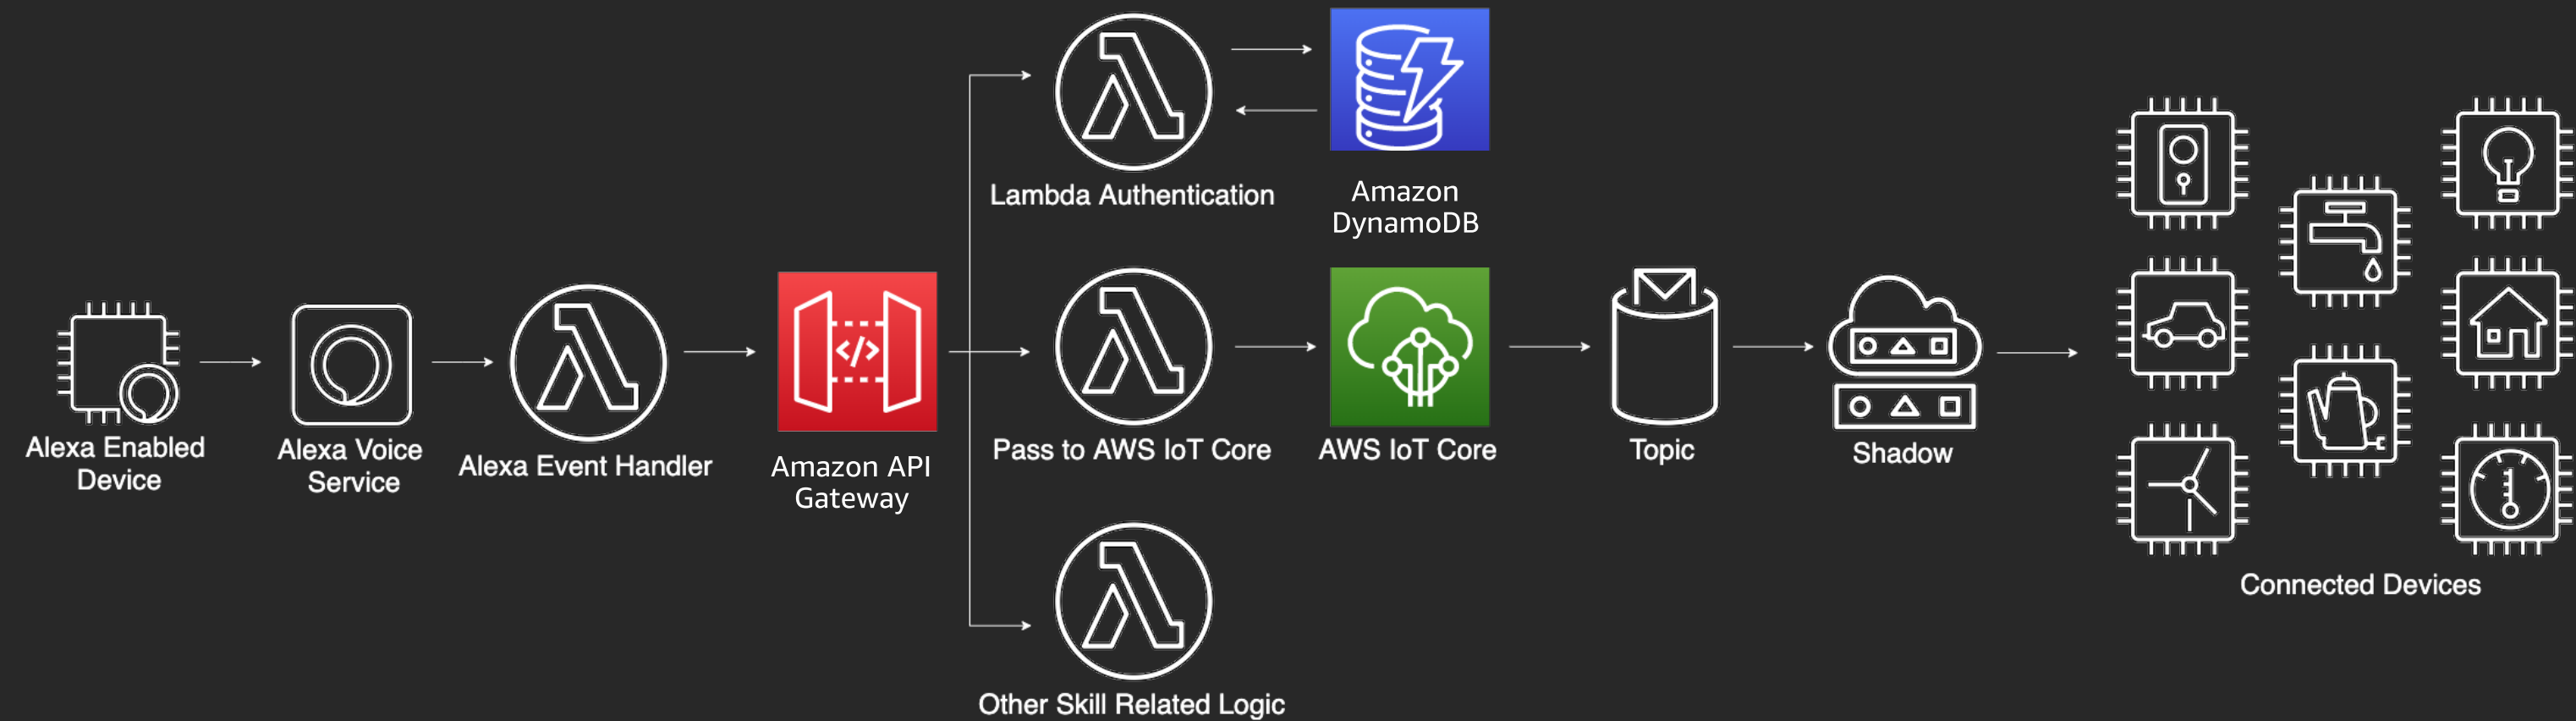 Alexa Enabled
Device
Alexa Voice
Service
Alexa Event Handler
Amazon API
Gateway
</>
Lambda Authentication
Amazon
DynamoDB
Pass to AWS IoT Core
AWS IoT Core
Topic
Shadow
Other Skill Related Logic
Connected Devices